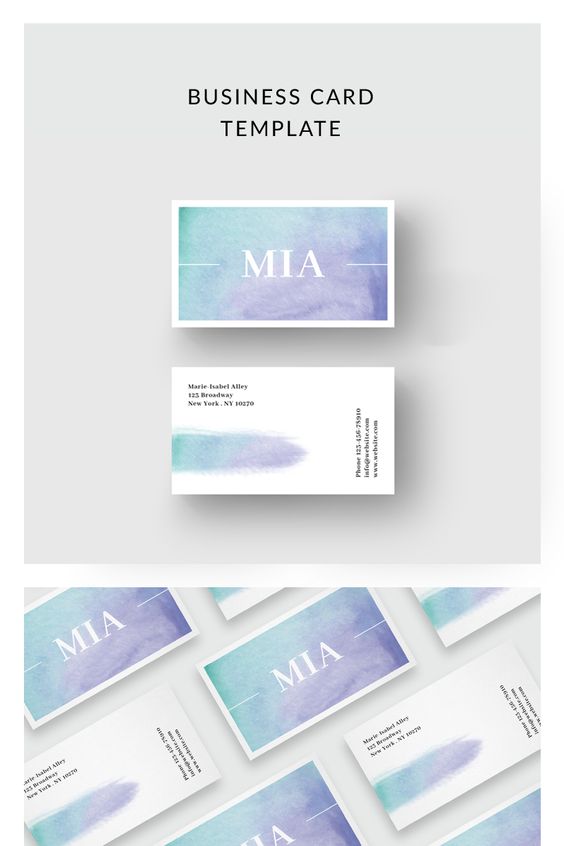 BUSINESS CARD
TEMPLATE
MIA
Marie-Isabel Alley
123 Broadway
New York . NY 10270
Phone 123-456-78910
info@website.com
www.website.com
MIA
MIA
Marie-Isabel Alley
123 Broadway
New York . NY 10270
Phone 123-456-78910
info@website.com
www.website.com
Marie-Isabel Alley
123 Broadway
New York . NY 10270
Phone 123-456-78910
info@website.com
www.website.com
MIA